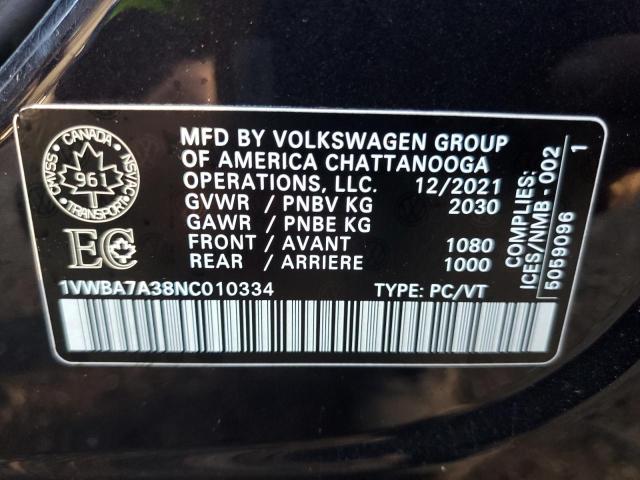 CANADA
961
TRANSPORT
CMVSS
NSVAC
EC
MFD BY VOLKSWAGEN GROUP
OF AMERICA CHATTANOOGA
OPERATIONS, LLC. 12/2021
GVWR / PNBV KG 2030
GAWR / PNBE KG
FRONT / AVANT 1080
REAR / ARRIERE 1000
1VWBA7A38NC010334 TYPE: PC/VT
COMPLIES: 1
ICES/NMB - 002
5059096